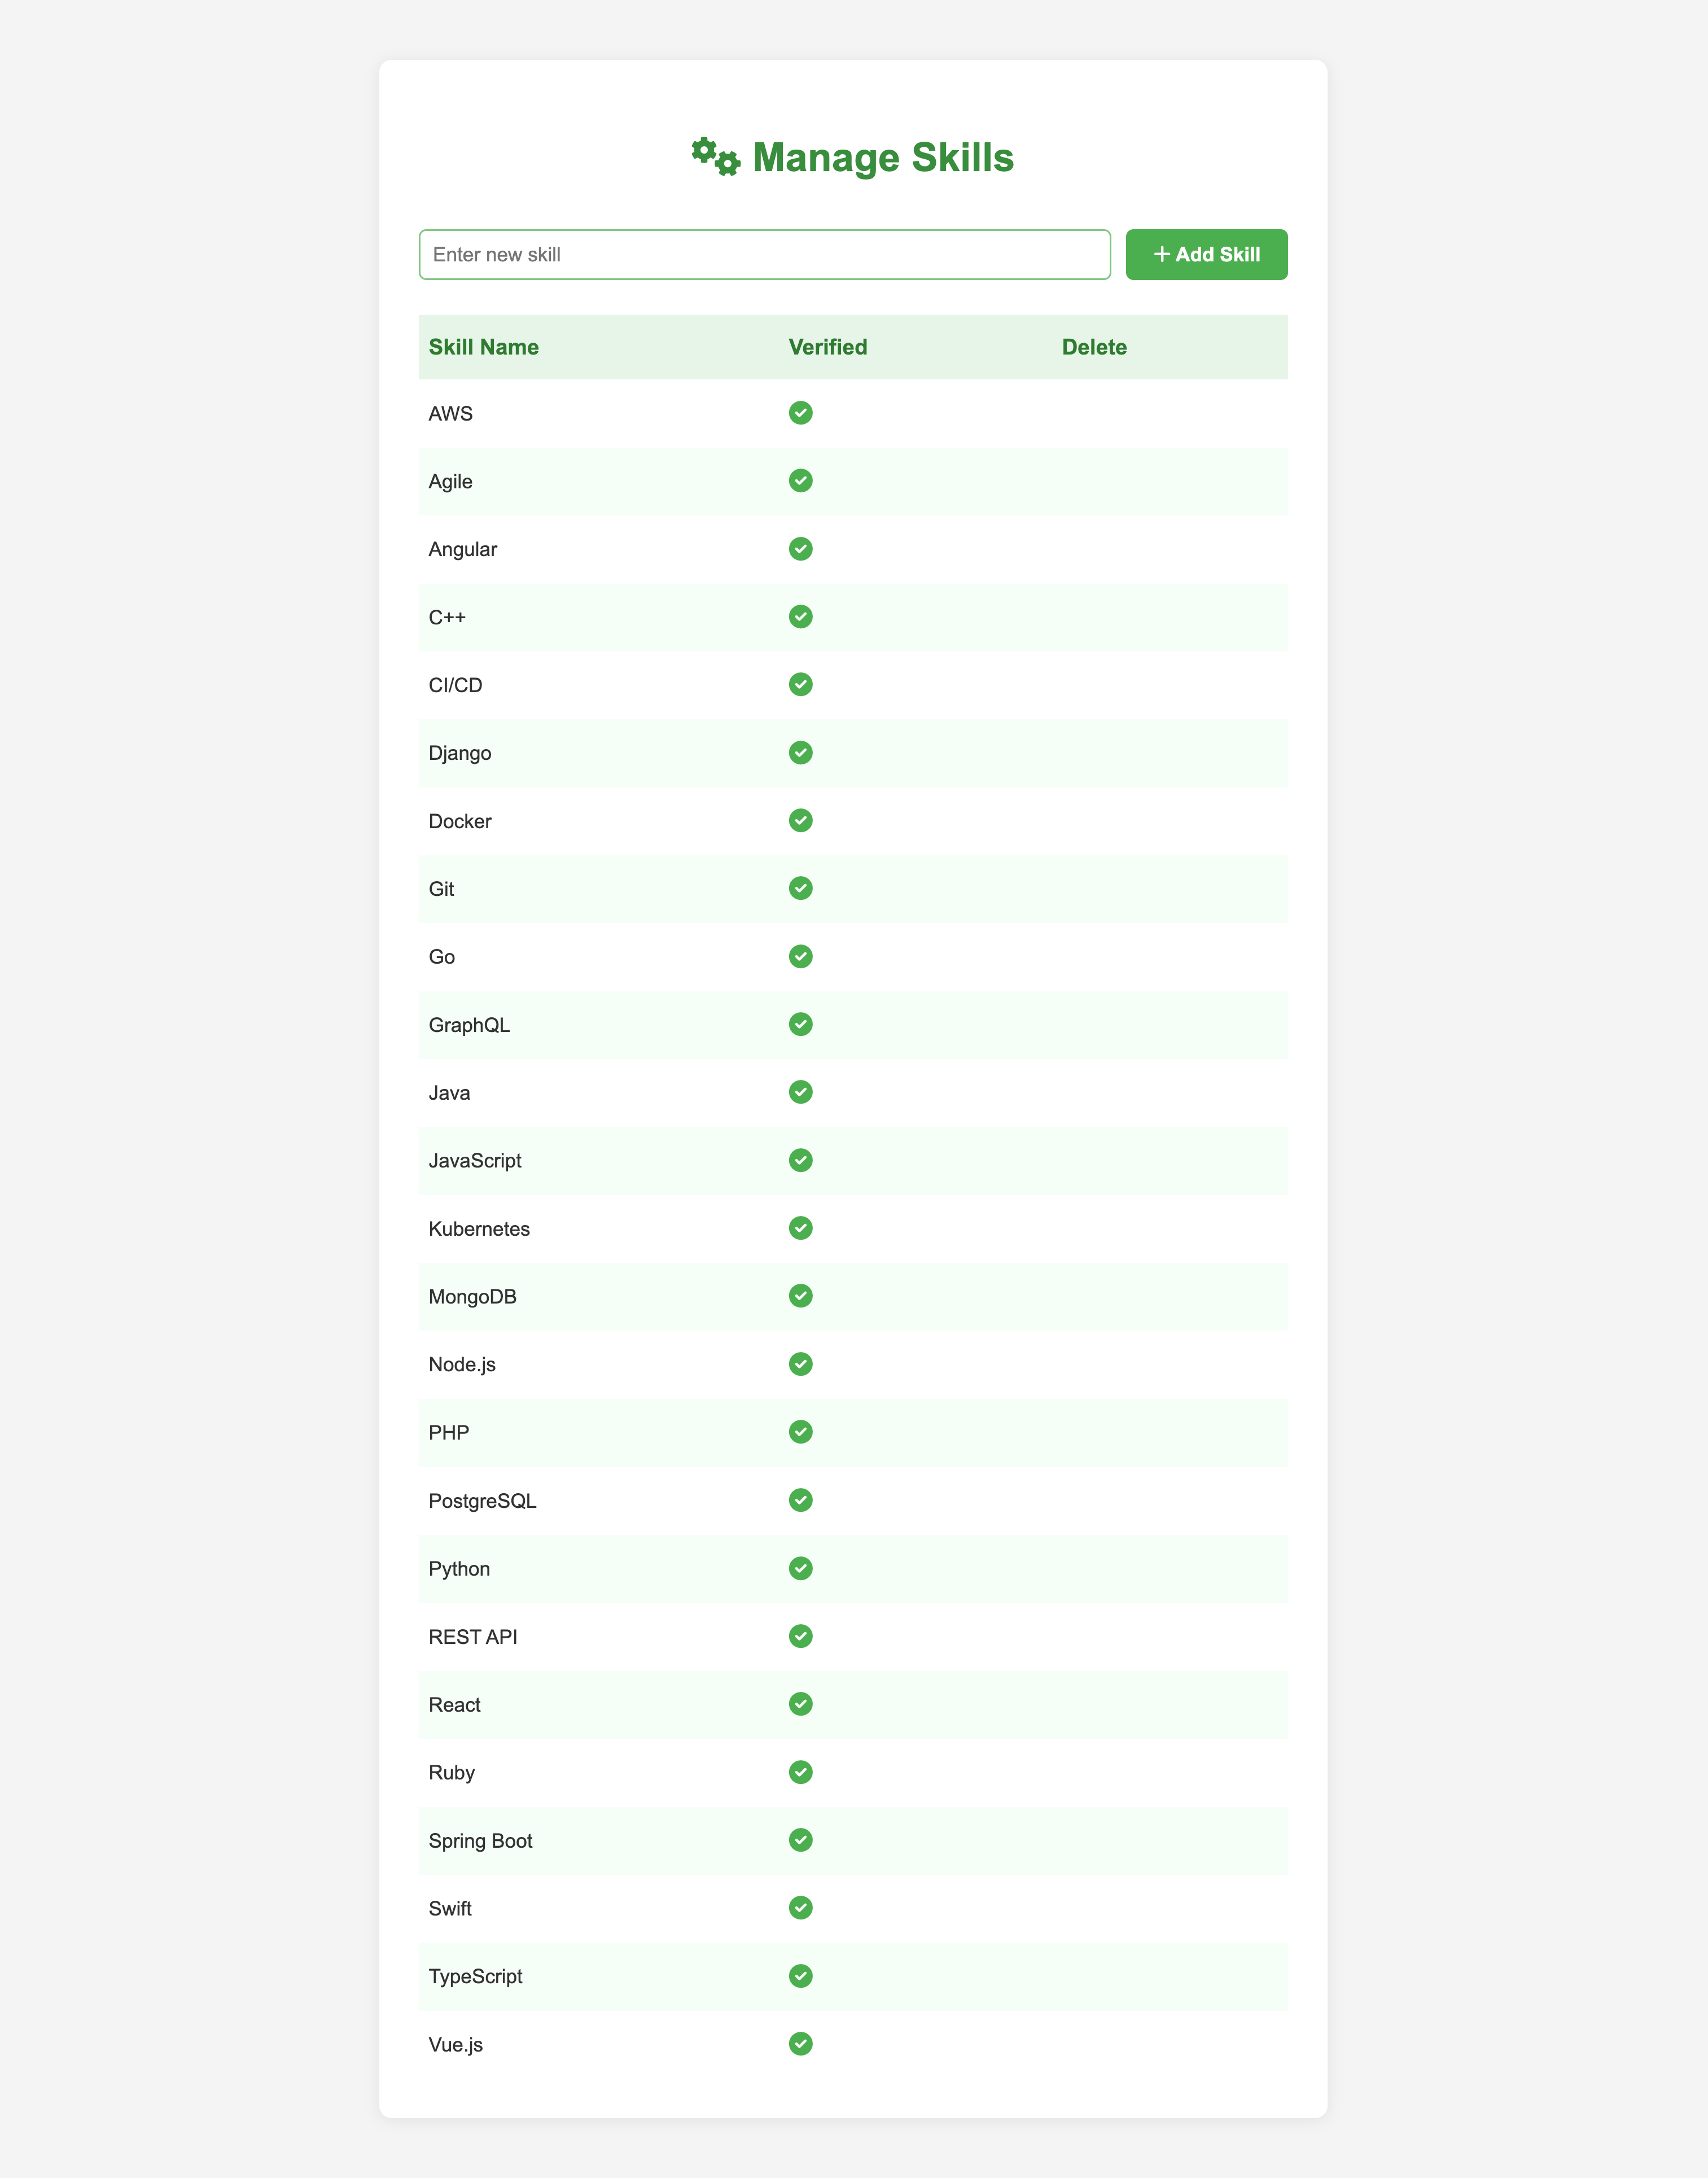 Manage Skills
Enter new skill
Add Skill
Skill Name Verified Delete
AWS
Agile
Angular
C++
CI/CD
Django
Docker
Git
Go
GraphQL
Java
JavaScript
Kubernetes
MongoDB
Node.js
PHP
PostgreSQL
Python
REST API
React
Ruby
Spring Boot
Swift
TypeScript
Vue.js